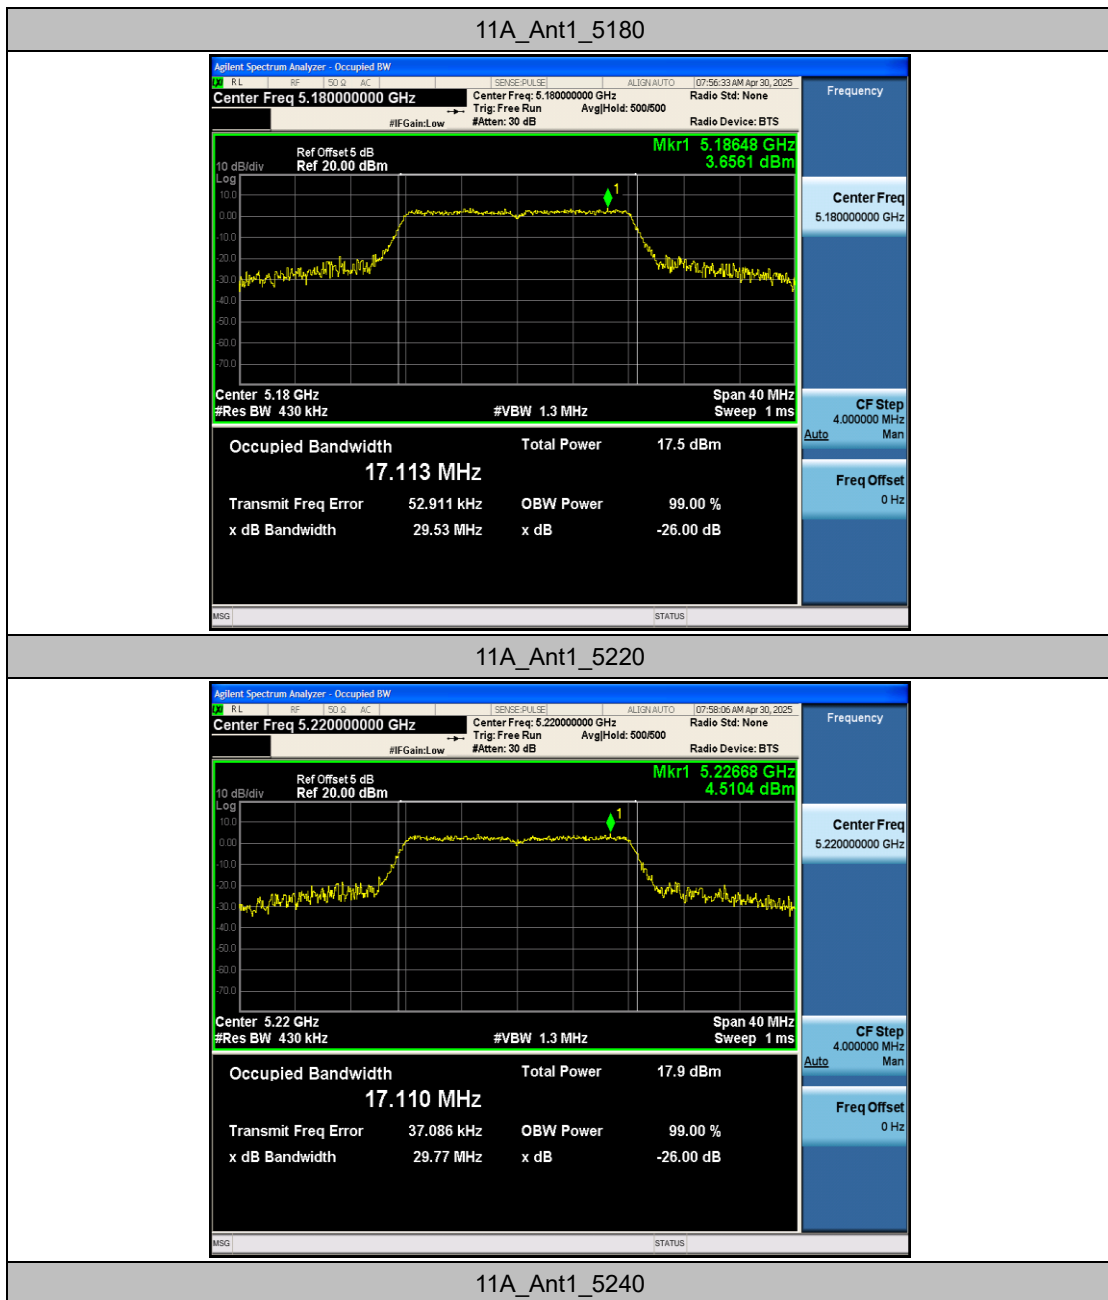 11A_Ant1_5180
Agilent Spectrum Analyzer - Occupied BW
RL RF 50 Ω AC SENSE:PULSE ALIGN AUTO 07:56:33 AM Apr 30, 2025
Center Freq 5.180000000 GHz Center Freq: 5.180000000 GHz Radio Std: None Frequency
Trig: Free Run Avg|Hold: 500/500
#IFGain:Low #Atten: 30 dB Radio Device: BTS
Ref Offset 5 dB Mkr1 5.18648 GHz
10 dB/div Ref 20.00 dBm 3.6561 dBm
Log
10.0
0.00
-10.0
-20.0
-30.0
-40.0
-50.0
-60.0
-70.0
1
Center Freq
5.180000000 GHz
Center 5.18 GHz Span 40 MHz
#Res BW 430 kHz #VBW 1.3 MHz Sweep 1 ms
CF Step
4.000000 MHz
Auto Man
Occupied Bandwidth Total Power 17.5 dBm
17.113 MHz
Transmit Freq Error 52.911 kHz OBW Power 99.00 %
x dB Bandwidth 29.53 MHz x dB -26.00 dB
Freq Offset
0 Hz
MSG STATUS
11A_Ant1_5220
Agilent Spectrum Analyzer - Occupied BW
RL RF 50 Ω AC SENSE:PULSE ALIGN AUTO 07:58:06 AM Apr 30, 2025
Center Freq 5.220000000 GHz Center Freq: 5.220000000 GHz Radio Std: None Frequency
Trig: Free Run Avg|Hold: 500/500
#IFGain:Low #Atten: 30 dB Radio Device: BTS
Ref Offset 5 dB Mkr1 5.22668 GHz
10 dB/div Ref 20.00 dBm 4.5104 dBm
Log
10.0
0.00
-10.0
-20.0
-30.0
-40.0
-50.0
-60.0
-70.0
1
Center Freq
5.220000000 GHz
Center 5.22 GHz Span 40 MHz
#Res BW 430 kHz #VBW 1.3 MHz Sweep 1 ms
CF Step
4.000000 MHz
Auto Man
Occupied Bandwidth Total Power 17.9 dBm
17.110 MHz
Transmit Freq Error 37.086 kHz OBW Power 99.00 %
x dB Bandwidth 29.77 MHz x dB -26.00 dB
Freq Offset
0 Hz
MSG STATUS
11A_Ant1_5240